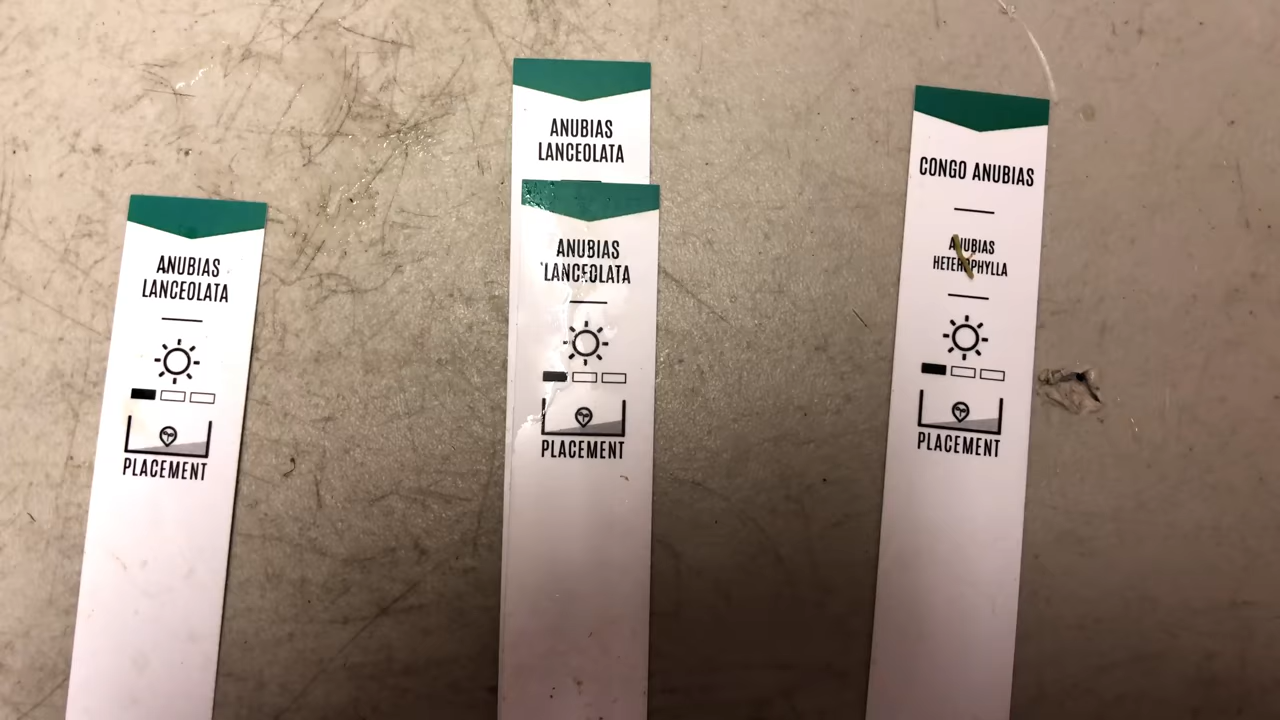 ANUBIAS
LANCEOLATA
PLACEMENT
ANUBIAS
LANCEOLATA
ANUBIAS
LANCEOLATA
PLACEMENT
CONGO ANUBIAS
ANUBIAS
HETEROPHYLLA
PLACEMENT